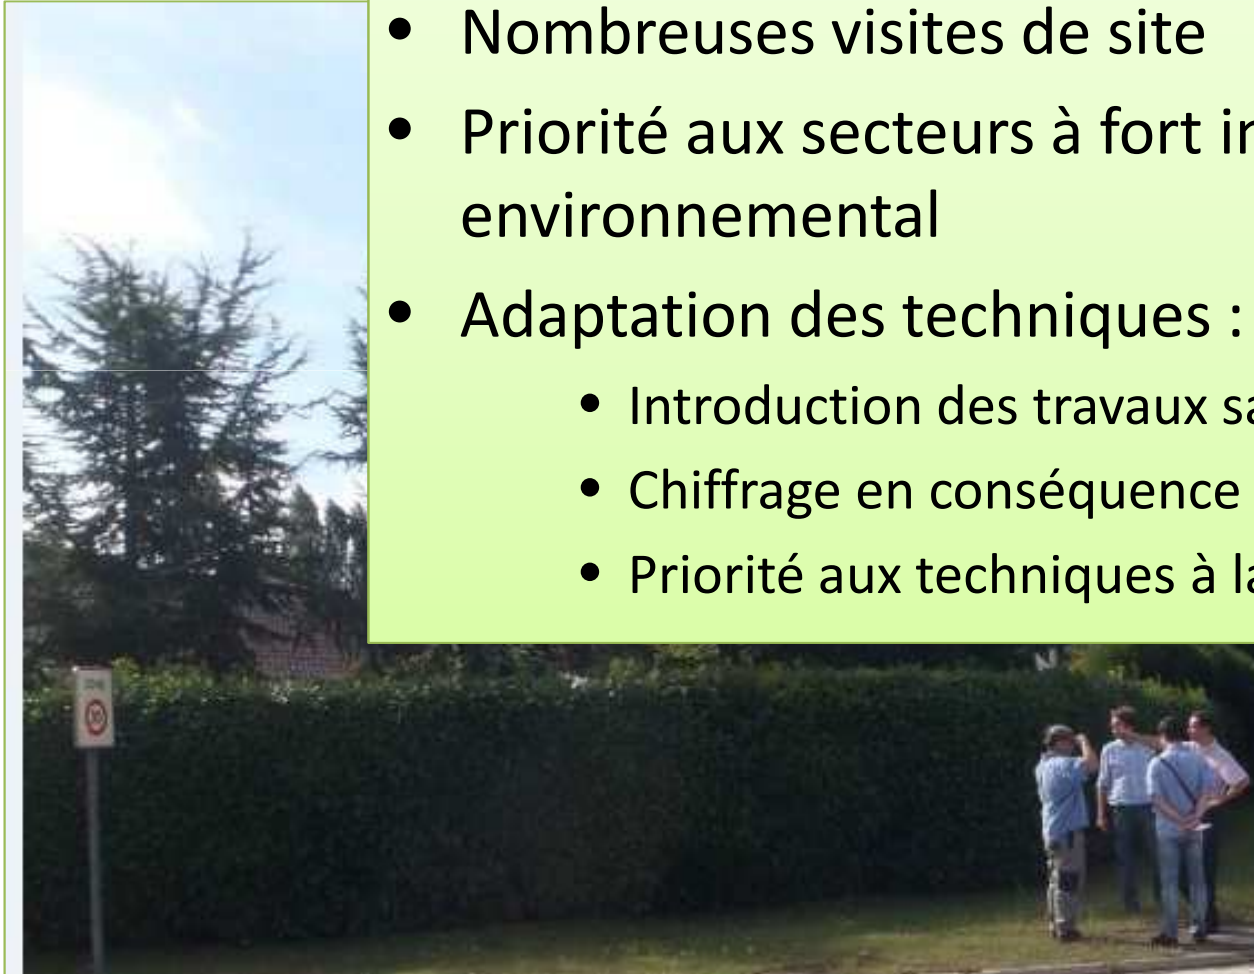 • Nombreuses visites de site
• Priorité aux secteurs à fort
environnemental
• Adaptation des techniques :
• Introduction des travaux
• Chiffrage en conséquence
• Priorité aux techniques à
30